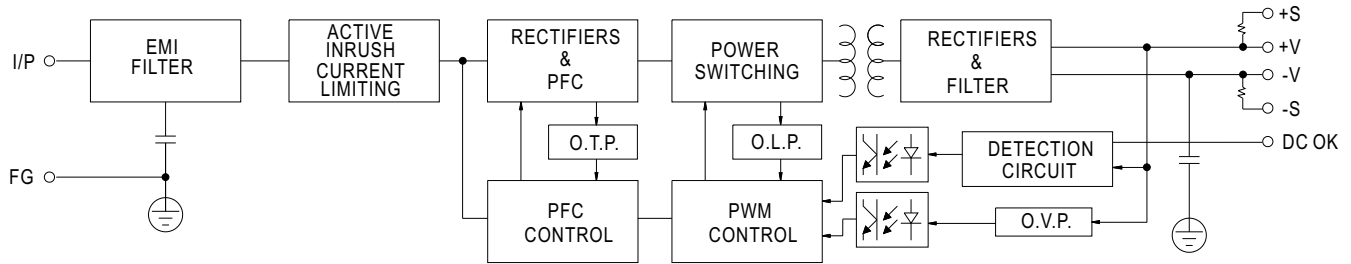 I/P
EMI
FILTER
ACTIVE
INRUSH
CURRENT
LIMITING
RECTIFIERS
&
PFC
POWER
SWITCHING
RECTIFIERS
&
FILTER
+S
+V
-V
-S
DC OK
O.T.P.
O.L.P.
DETECTION
CIRCUIT
FG
PFC
CONTROL
PWM
CONTROL
O.V.P.